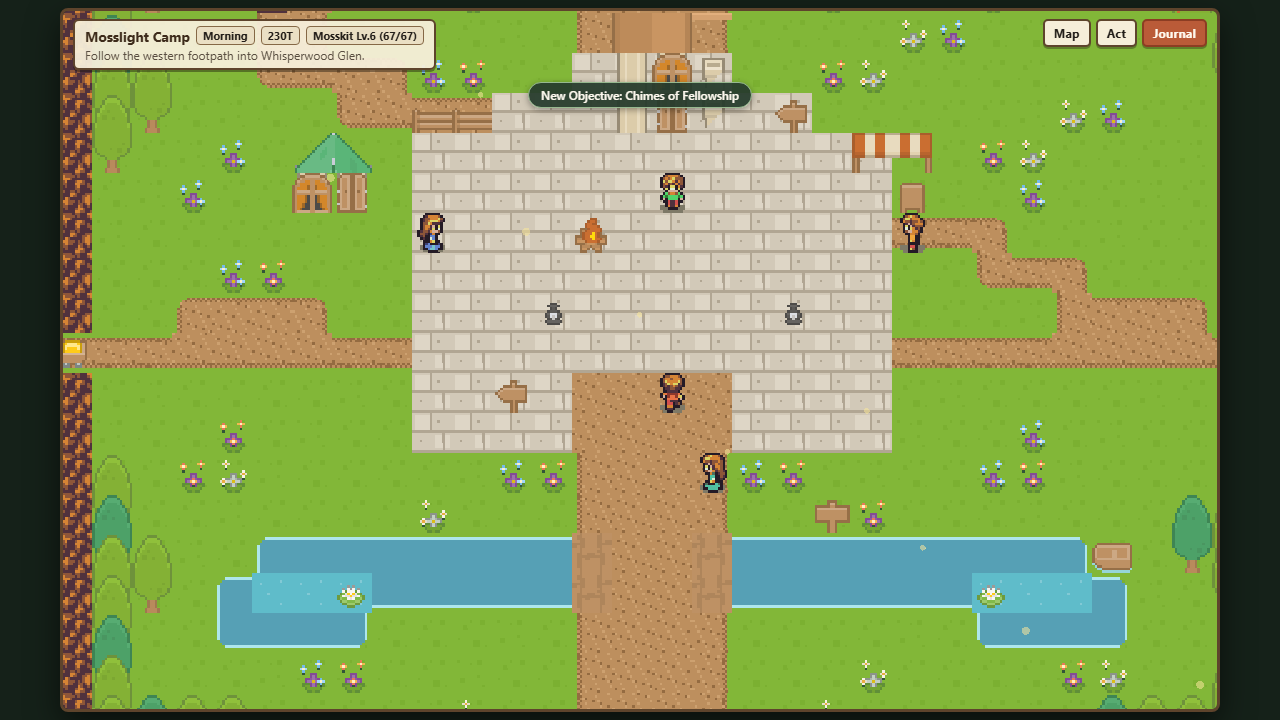 Mosslight Camp Morning 230T Mosskit Lv.6 (67/67)
Follow the western footpath into Whisperwood Glen.
Map Act Journal
New Objective: Chimes of Fellowship